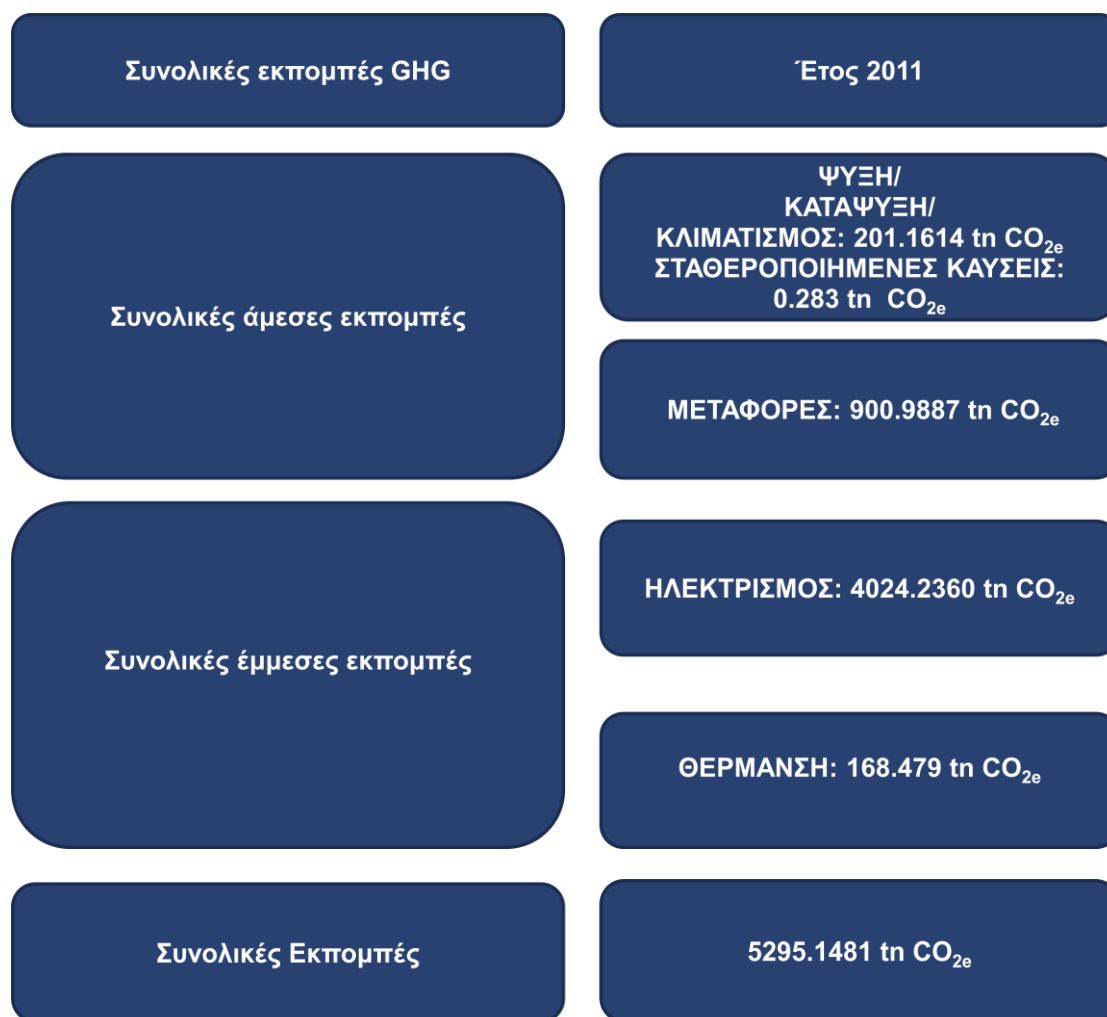 Συνολικές εκπομπές GHG
Έτος 2011
Συνολικές άμεσες εκπομπές
ΨΥΞΗ/
ΚΑΤΑΨΥΞΗ/
ΚΛΙΜΑΤΙΣΜΟΣ: 201.1614 tn CO2e
ΣΤΑΘΕΡΟΠΟΙΗΜΕΝΕΣ ΚΑΥΣΕΙΣ:
0.283 tn CO2e
ΜΕΤΑΦΟΡΕΣ: 900.9887 tn CO2e
Συνολικές έμμεσες εκπομπές
ΗΛΕΚΤΡΙΣΜΟΣ: 4024.2360 tn CO2e
ΘΕΡΜΑΝΣΗ: 168.479 tn CO2e
Συνολικές Εκπομπές
5295.1481 tn CO2e